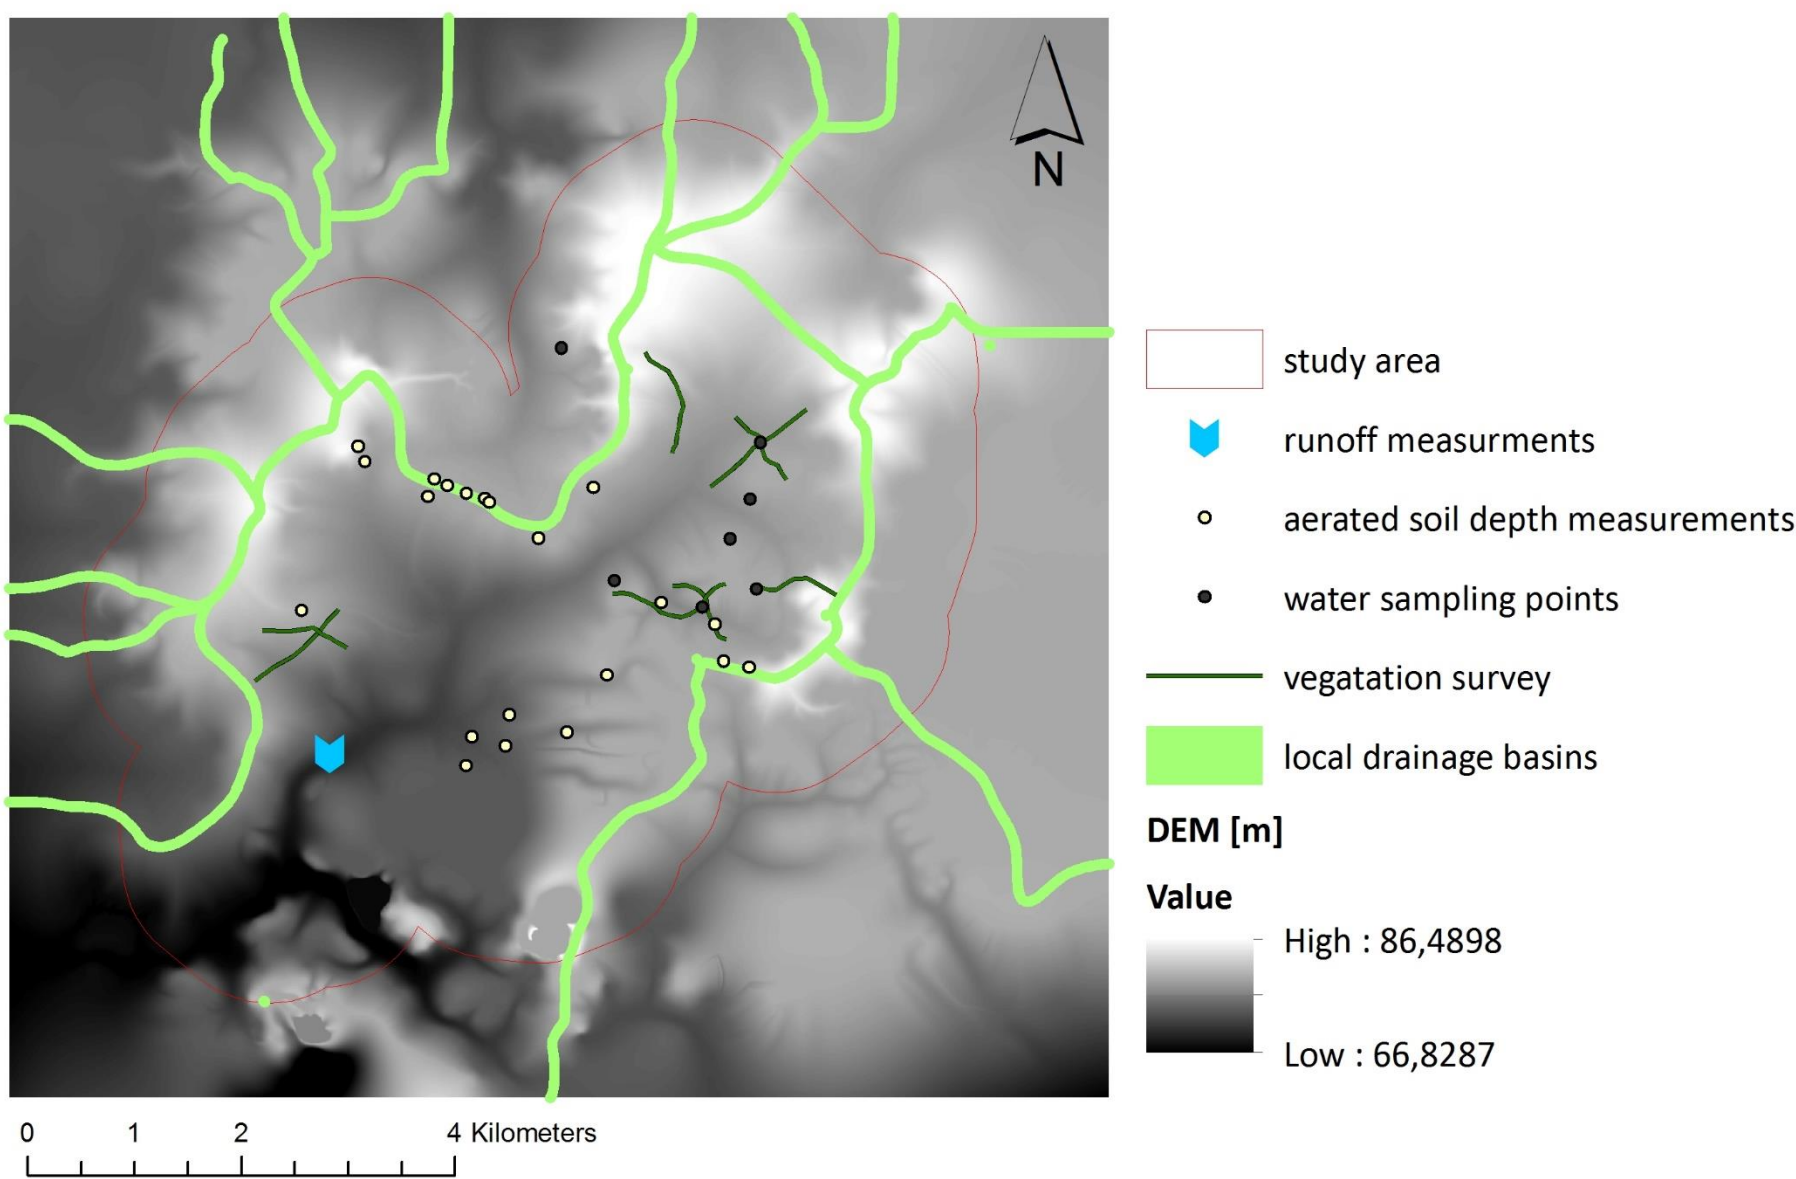 N
study area
runoff measurments
aerated soil depth measurements
water sampling points
vegatation survey
local drainage basins
DEM [m]
Value
High : 86,4898
Low : 66,8287
0 1 2 4 Kilometers